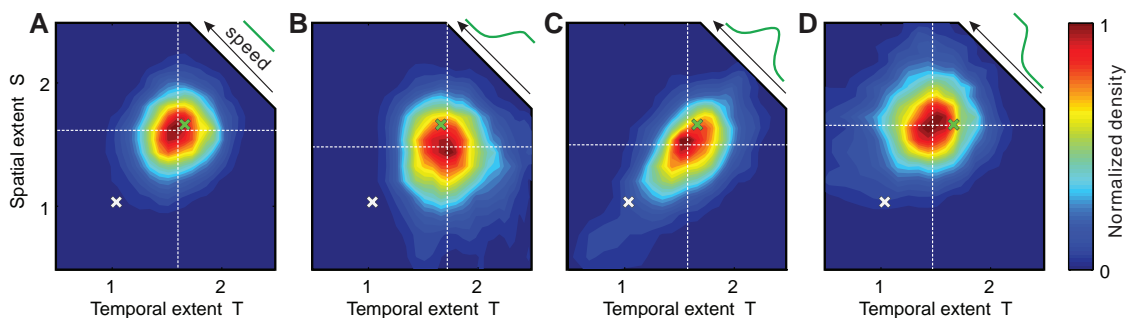 A
B
C
D
speed
Spatial extent S
2
1
1
2
1
2
1
2
1
2
Temporal extent T
Temporal extent T
Temporal extent T
Temporal extent T
1
Normalized density
0